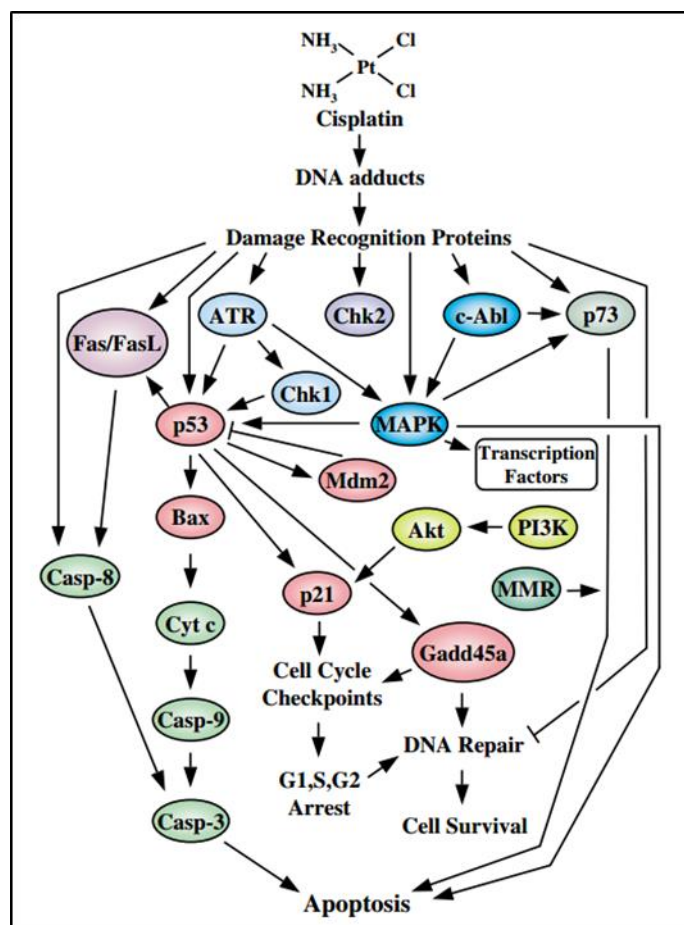 NH3 Cl
Pt
NH3 Cl
Cisplatin
DNA adducts
Damage Recognition Proteins
Fas/FasL
ATR
Chk2
c-Abl
p73
Chk1
p53
MAPK
Mdm2
Transcription
Factors
Bax
Akt
PI3K
Casp-8
p21
MMR
Cyt c
Gadd45a
Cell Cycle
Checkpoints
Casp-9
DNA Repair
G1,S,G2
Arrest
Casp-3
Cell Survival
Apoptosis